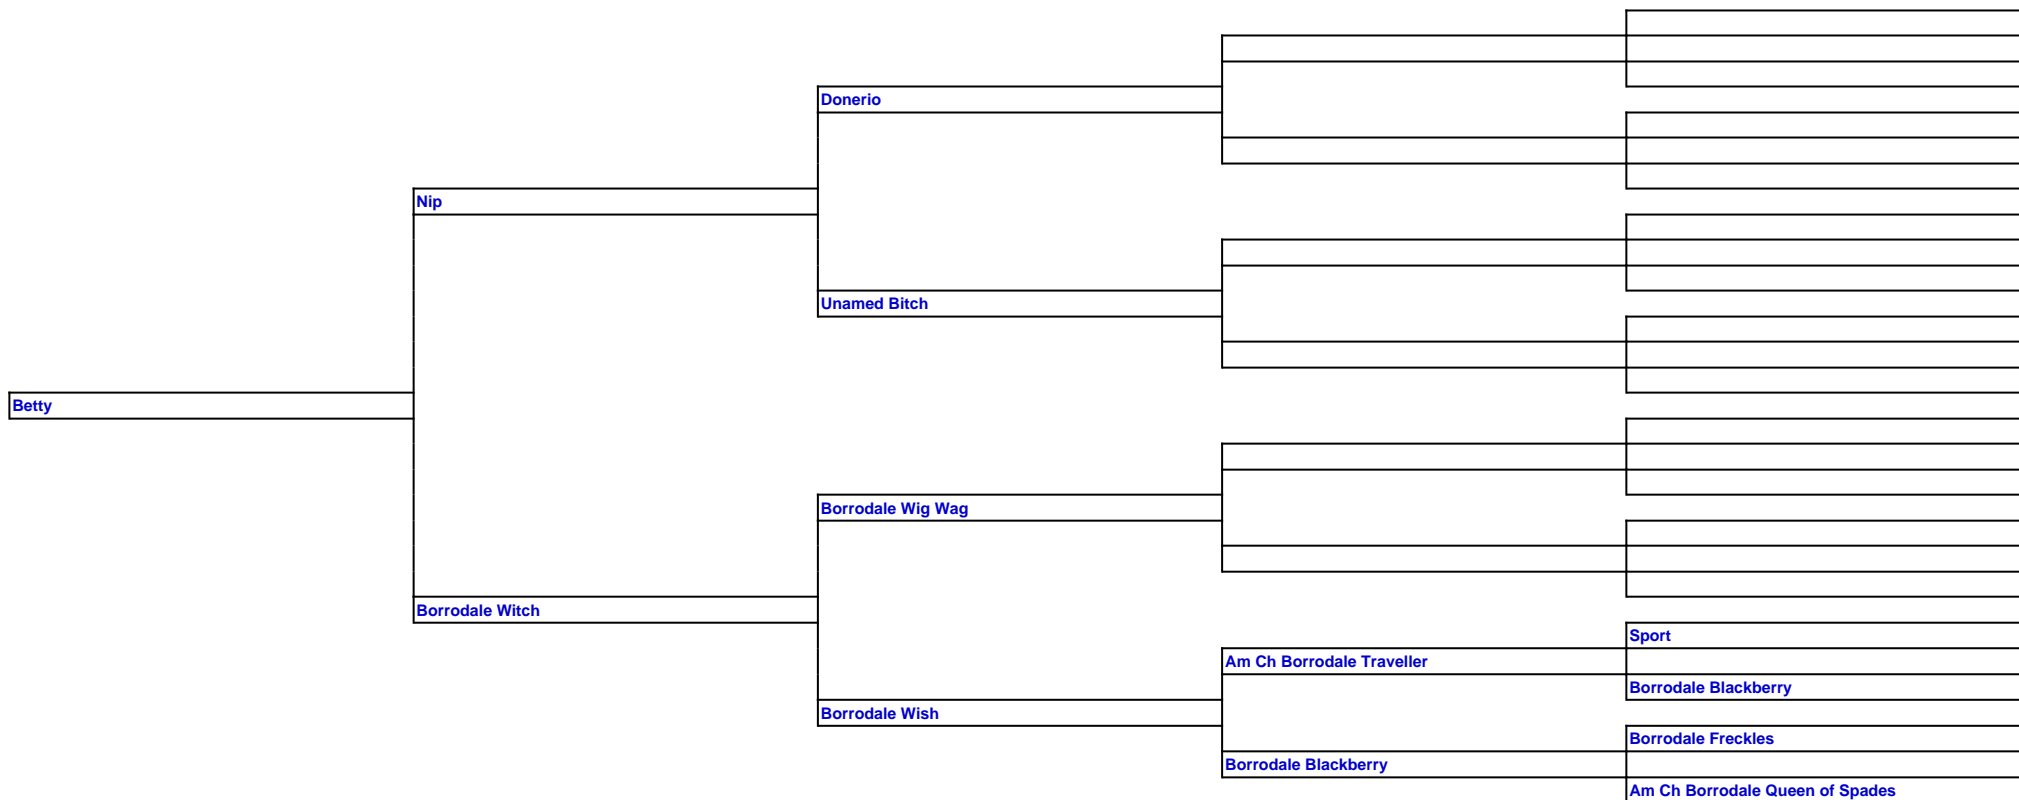 Donerio
Nip
Unamed Bitch
Betty
Borrodale Wig Wag
Borrodale Witch
Sport
Am Ch Borrodale Traveller
Borrodale Blackberry
Borrodale Wish
Borrodale Freckles
Borrodale Blackberry
Am Ch Borrodale Queen of Spades